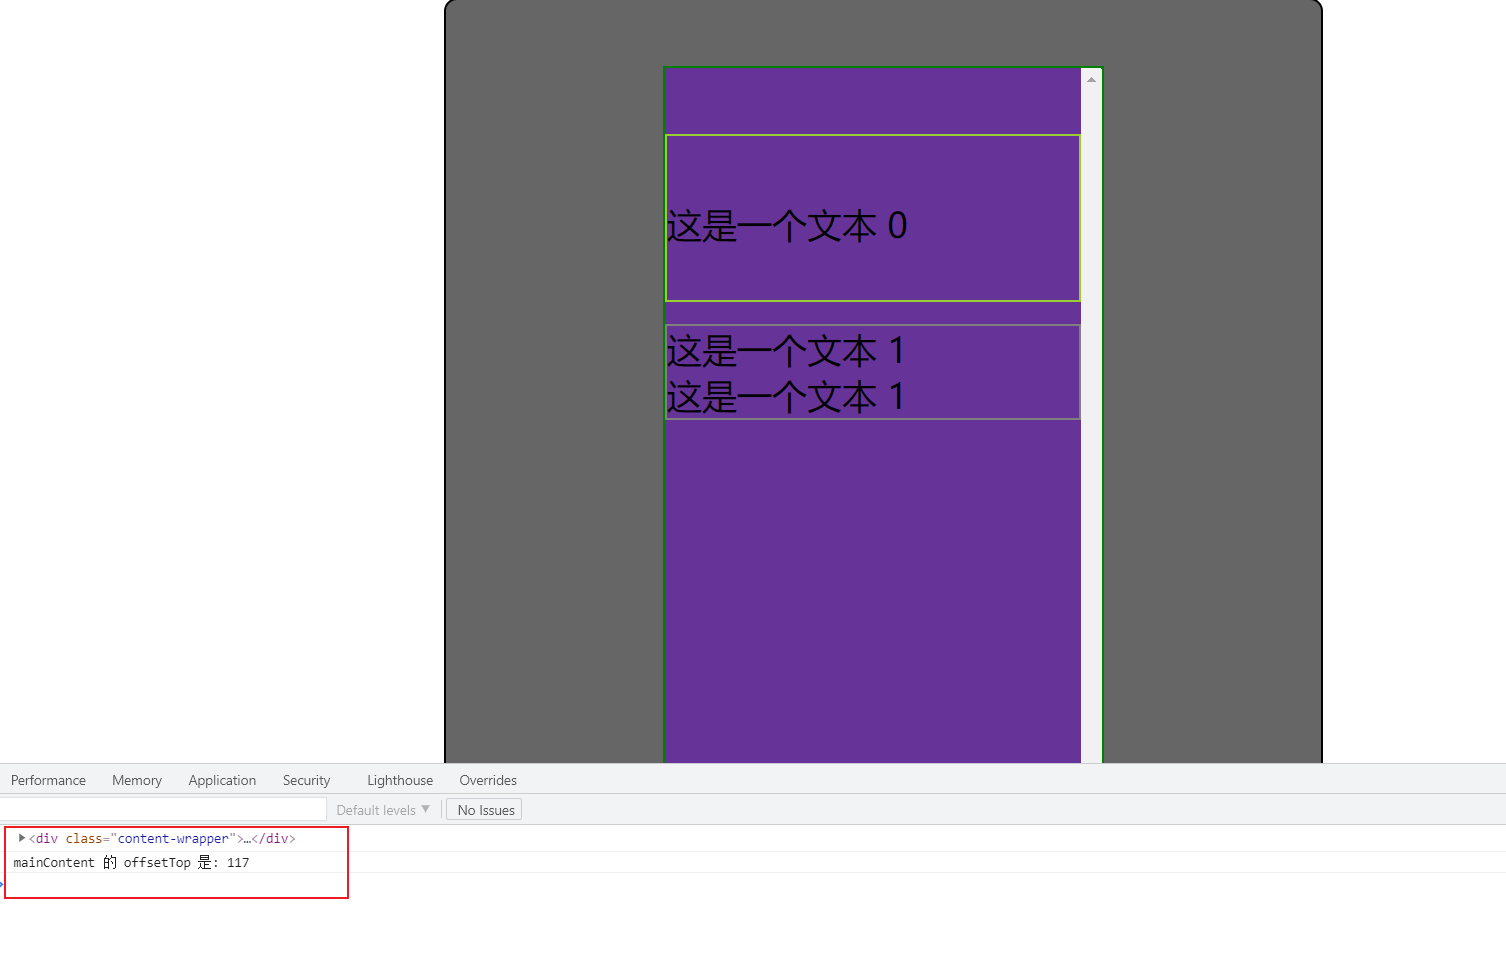 这是一个文本 0
这是一个文本 1
这是一个文本 1
Performance Memory Application Security Lighthouse Overrides
Default levels ▼ No Issues
▶<div class="content-wrapper">…</div>
mainContent 的 offsetTop 是: 117